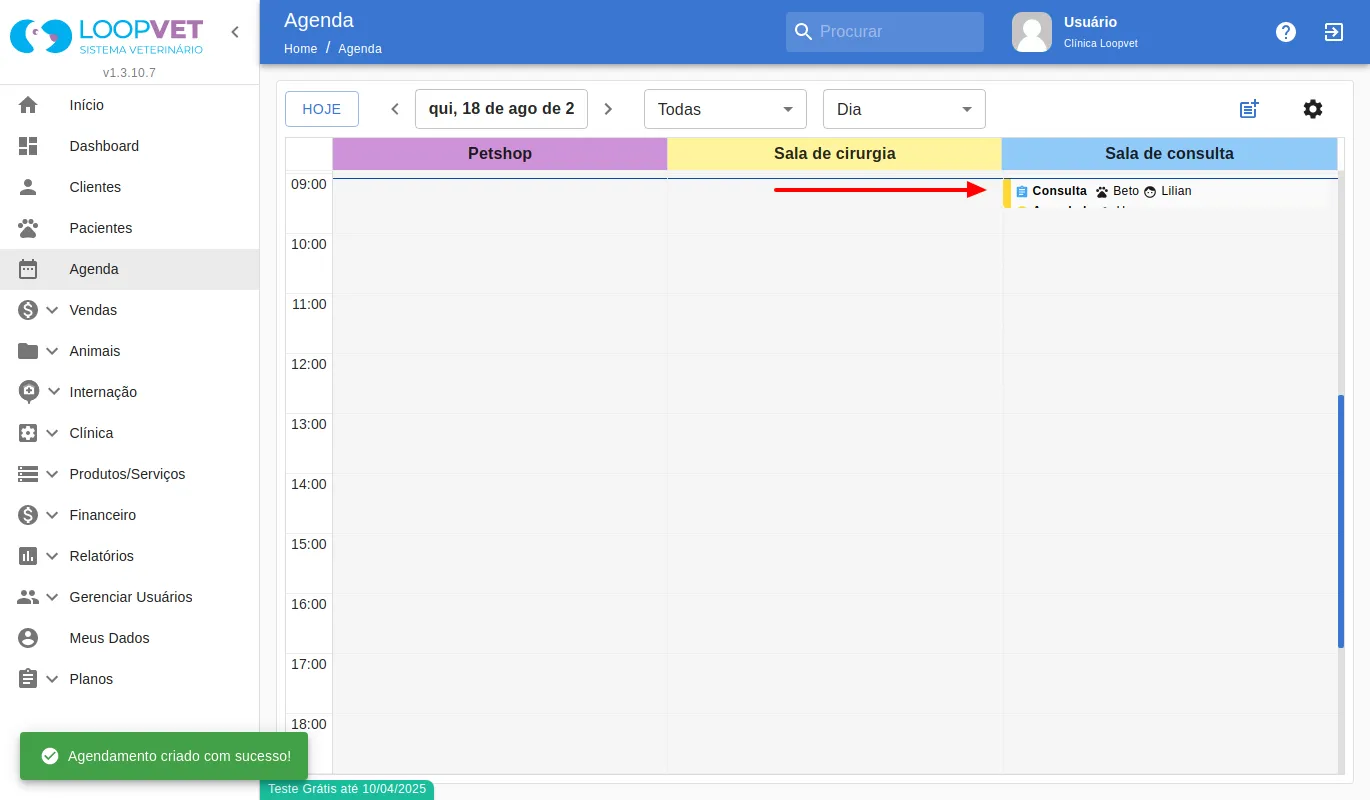 LOOPVET
SISTEMA VETERINÁRIO
v1.3.10.7
Início
Dashboard
Clientes
Pacientes
Agenda
Vendas
Animais
Internação
Clínica
Produtos/Serviços
Financeiro
Relatórios
Gerenciar Usuários
Meus Dados
Planos
Agendamento criado com sucesso!
Agenda
Home / Agenda
Procurar
Usuário
Clínica Loopvet
HOJE
qui, 18 de ago de 2
Todas
Dia
Petshop
Sala de cirurgia
Sala de consulta
09:00
Consulta Beto Lilian
10:00
11:00
12:00
13:00
14:00
15:00
16:00
17:00
18:00
Teste Grátis até 10/04/2025